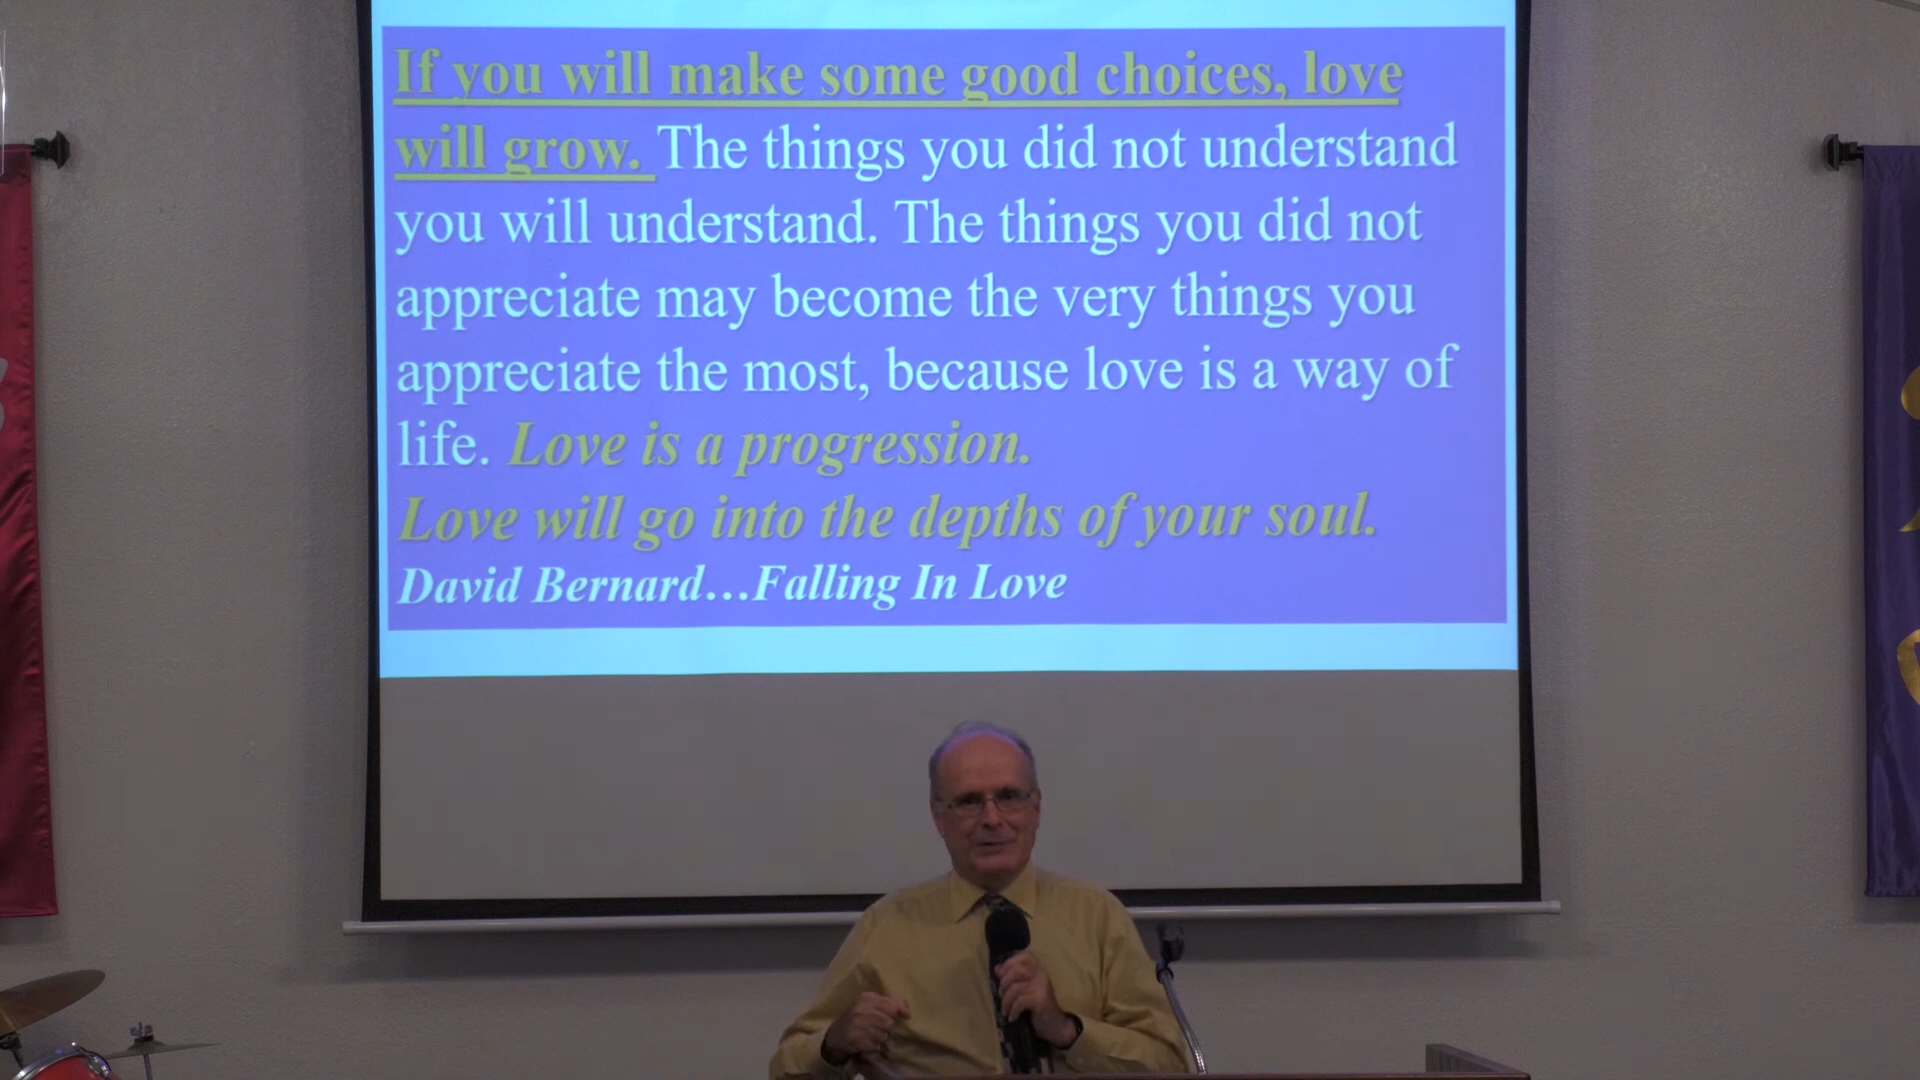 If you will make some good choices, love
will grow. The things you did not understand
you will understand. The things you did not
appreciate may become the very things you
appreciate the most, because love is a way of
life. Love is a progression.
Love will go into the depths of your soul.
David Bernard…Falling In Love